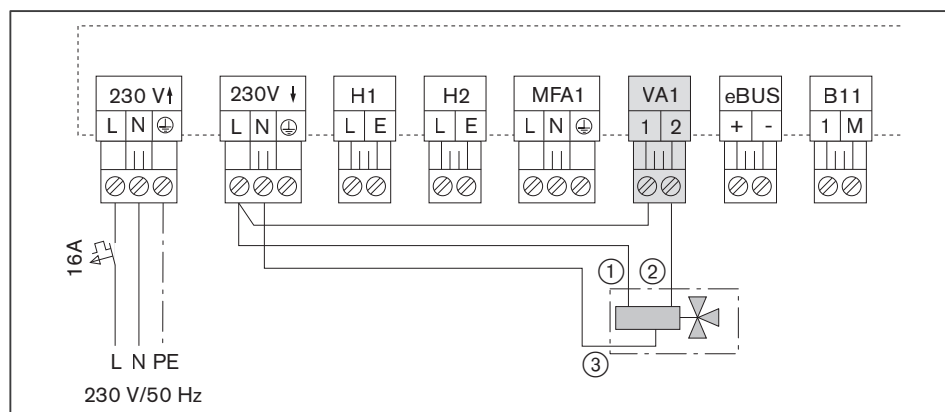 230 V⬆ 230V ⬇ H1 H2 MFA1 VA1 eBUS B11
L N ⏚ L N ⏚ L E L E L N ⏚ 1 2 + - 1 M
16A
① ②
③
L N PE
230 V/50 Hz